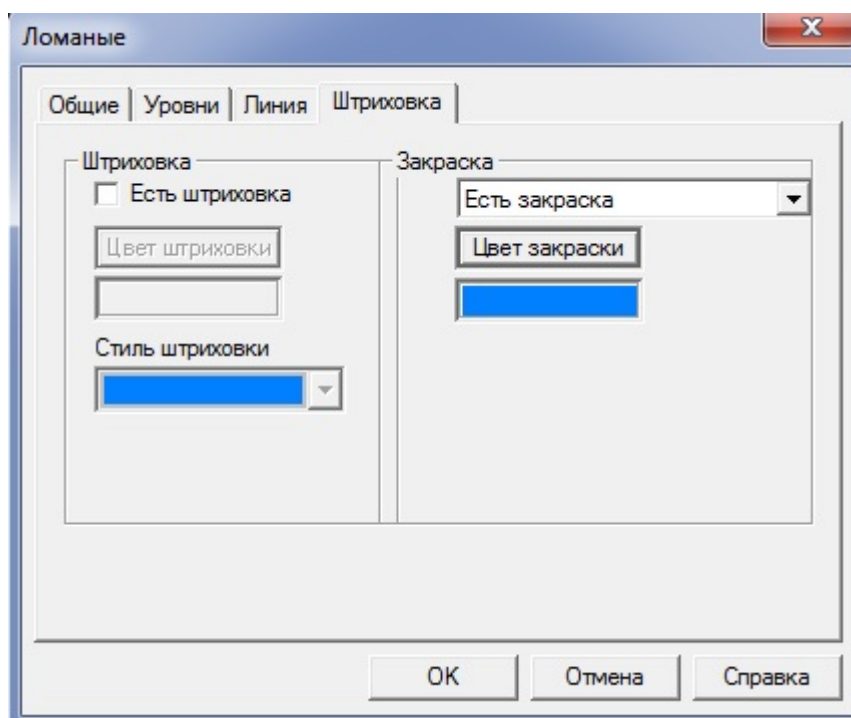 Ломаные
Общие Уровни Линия Штриховка
Штриховка
Есть штриховка
Цвет штриховки
Стиль штриховки
Закраска
Есть закраска
Цвет закраски
OK Отмена Справка